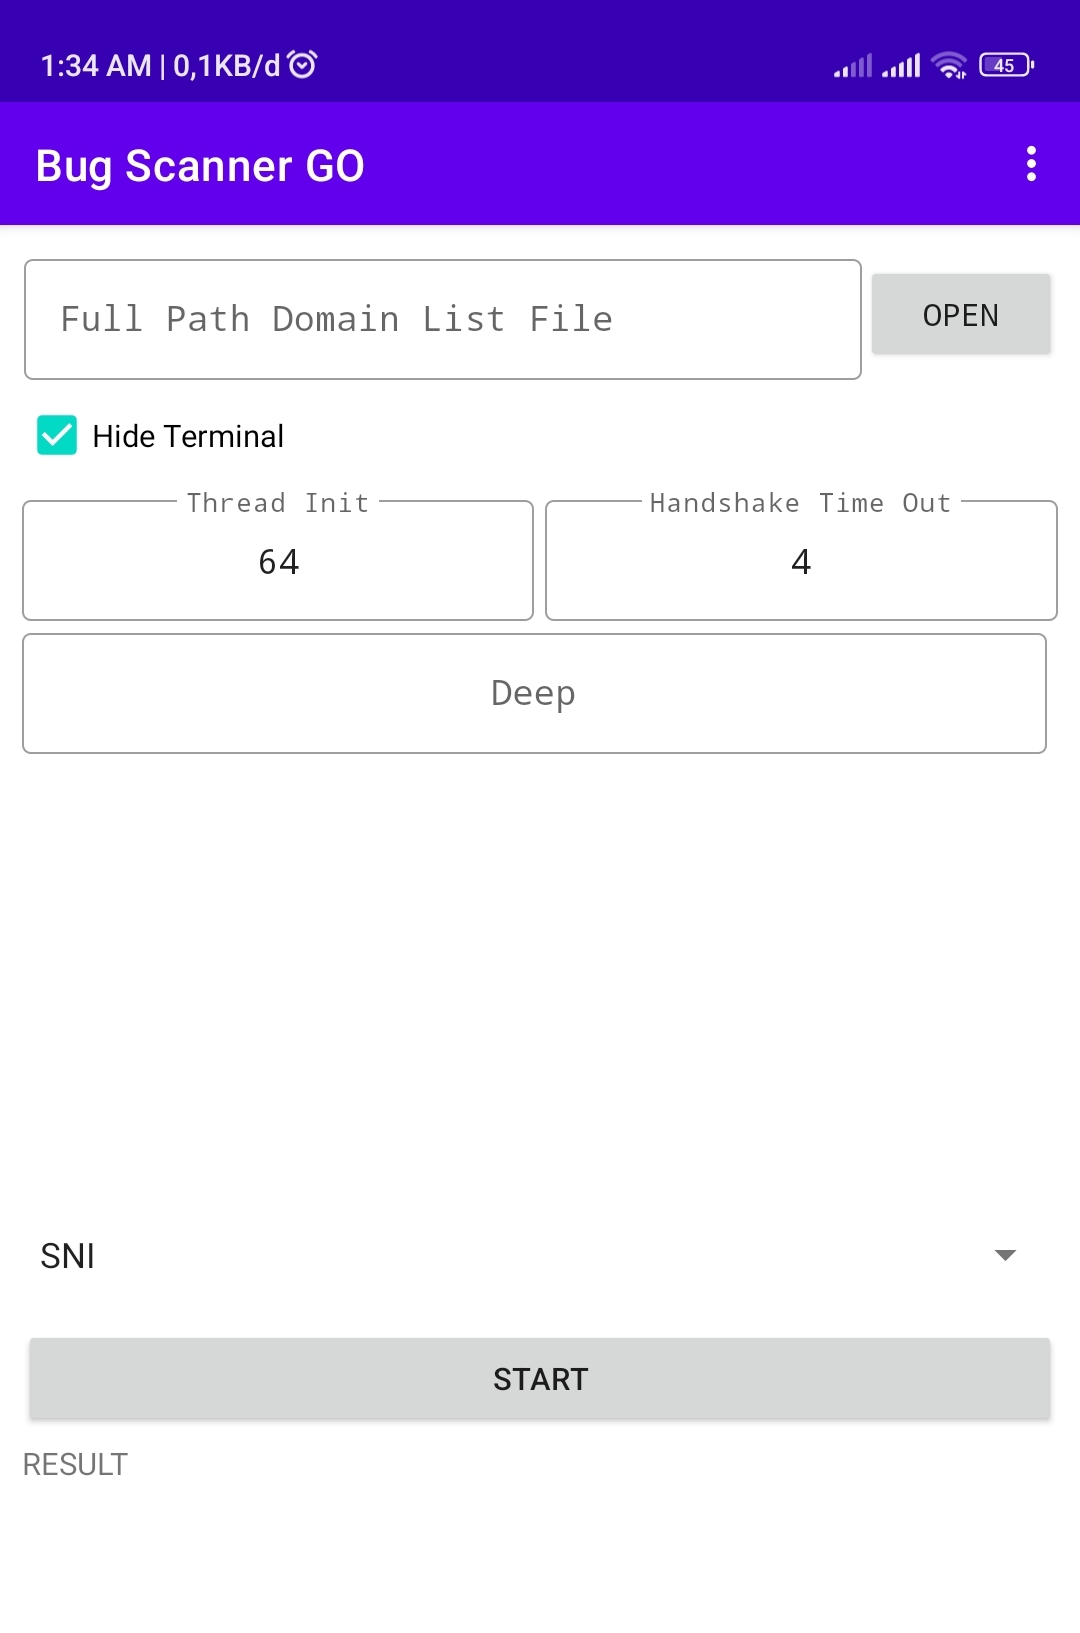 1:34 AM | 0,1KB/d
45
Bug Scanner GO
Full Path Domain List File
OPEN
Hide Terminal
Thread Init
Handshake Time Out
64
4
Deep
SNI
START
RESULT